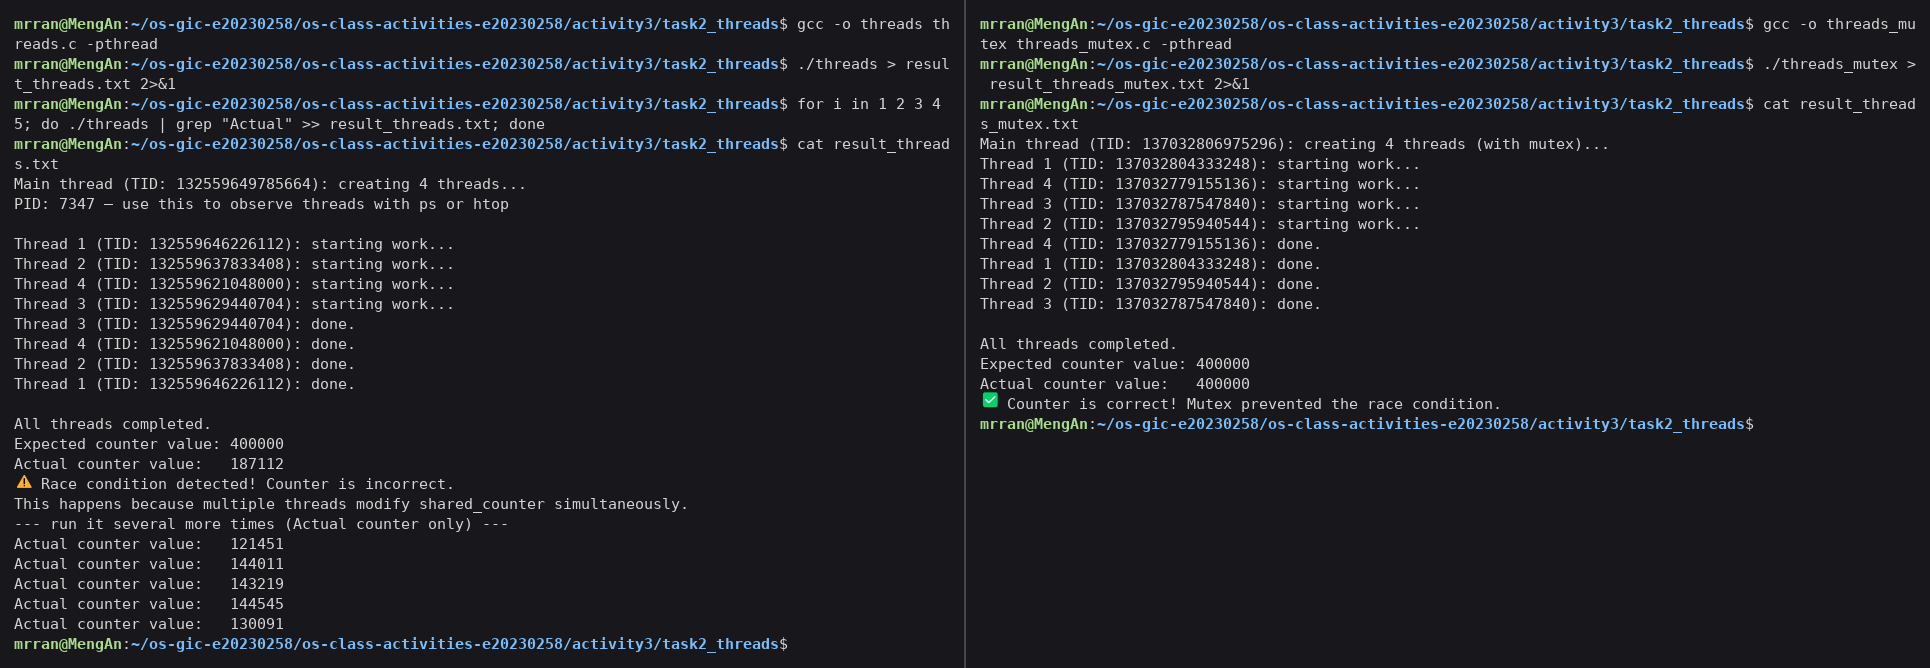 mrran@MengAn:~/os-gic-e20230258/os-class-activities-e20230258/activity3/task2_threads$ gcc -o threads th
reads.c -pthread
mrran@MengAn:~/os-gic-e20230258/os-class-activities-e20230258/activity3/task2_threads$ ./threads > resul
t_threads.txt 2>&1
mrran@MengAn:~/os-gic-e20230258/os-class-activities-e20230258/activity3/task2_threads$ for i in 1 2 3 4
5; do ./threads | grep "Actual" >> result_threads.txt; done
mrran@MengAn:~/os-gic-e20230258/os-class-activities-e20230258/activity3/task2_threads$ cat result_thread
s.txt
Main thread (TID: 132559649785664): creating 4 threads...
PID: 7347 — use this to observe threads with ps or htop

Thread 1 (TID: 132559646226112): starting work...
Thread 2 (TID: 132559637833408): starting work...
Thread 4 (TID: 132559621048000): starting work...
Thread 3 (TID: 132559629440704): starting work...
Thread 3 (TID: 132559629440704): done.
Thread 4 (TID: 132559621048000): done.
Thread 2 (TID: 132559637833408): done.
Thread 1 (TID: 132559646226112): done.

All threads completed.
Expected counter value: 400000
Actual counter value:   187112
⚠️ Race condition detected! Counter is incorrect.
This happens because multiple threads modify shared_counter simultaneously.
--- run it several more times (Actual counter only) ---
Actual counter value:   121451
Actual counter value:   144011
Actual counter value:   143219
Actual counter value:   144545
Actual counter value:   130091
mrran@MengAn:~/os-gic-e20230258/os-class-activities-e20230258/activity3/task2_threads$
mrran@MengAn:~/os-gic-e20230258/os-class-activities-e20230258/activity3/task2_threads$ gcc -o threads_mu
tex threads_mutex.c -pthread
mrran@MengAn:~/os-gic-e20230258/os-class-activities-e20230258/activity3/task2_threads$ ./threads_mutex >
 result_threads_mutex.txt 2>&1
mrran@MengAn:~/os-gic-e20230258/os-class-activities-e20230258/activity3/task2_threads$ cat result_thread
s_mutex.txt
Main thread (TID: 137032806975296): creating 4 threads (with mutex)...
Thread 1 (TID: 137032804333248): starting work...
Thread 4 (TID: 137032779155136): starting work...
Thread 3 (TID: 137032787547840): starting work...
Thread 2 (TID: 137032795940544): starting work...
Thread 4 (TID: 137032779155136): done.
Thread 1 (TID: 137032804333248): done.
Thread 2 (TID: 137032795940544): done.
Thread 3 (TID: 137032787547840): done.

All threads completed.
Expected counter value: 400000
Actual counter value:   400000
✅ Counter is correct! Mutex prevented the race condition.
mrran@MengAn:~/os-gic-e20230258/os-class-activities-e20230258/activity3/task2_threads$